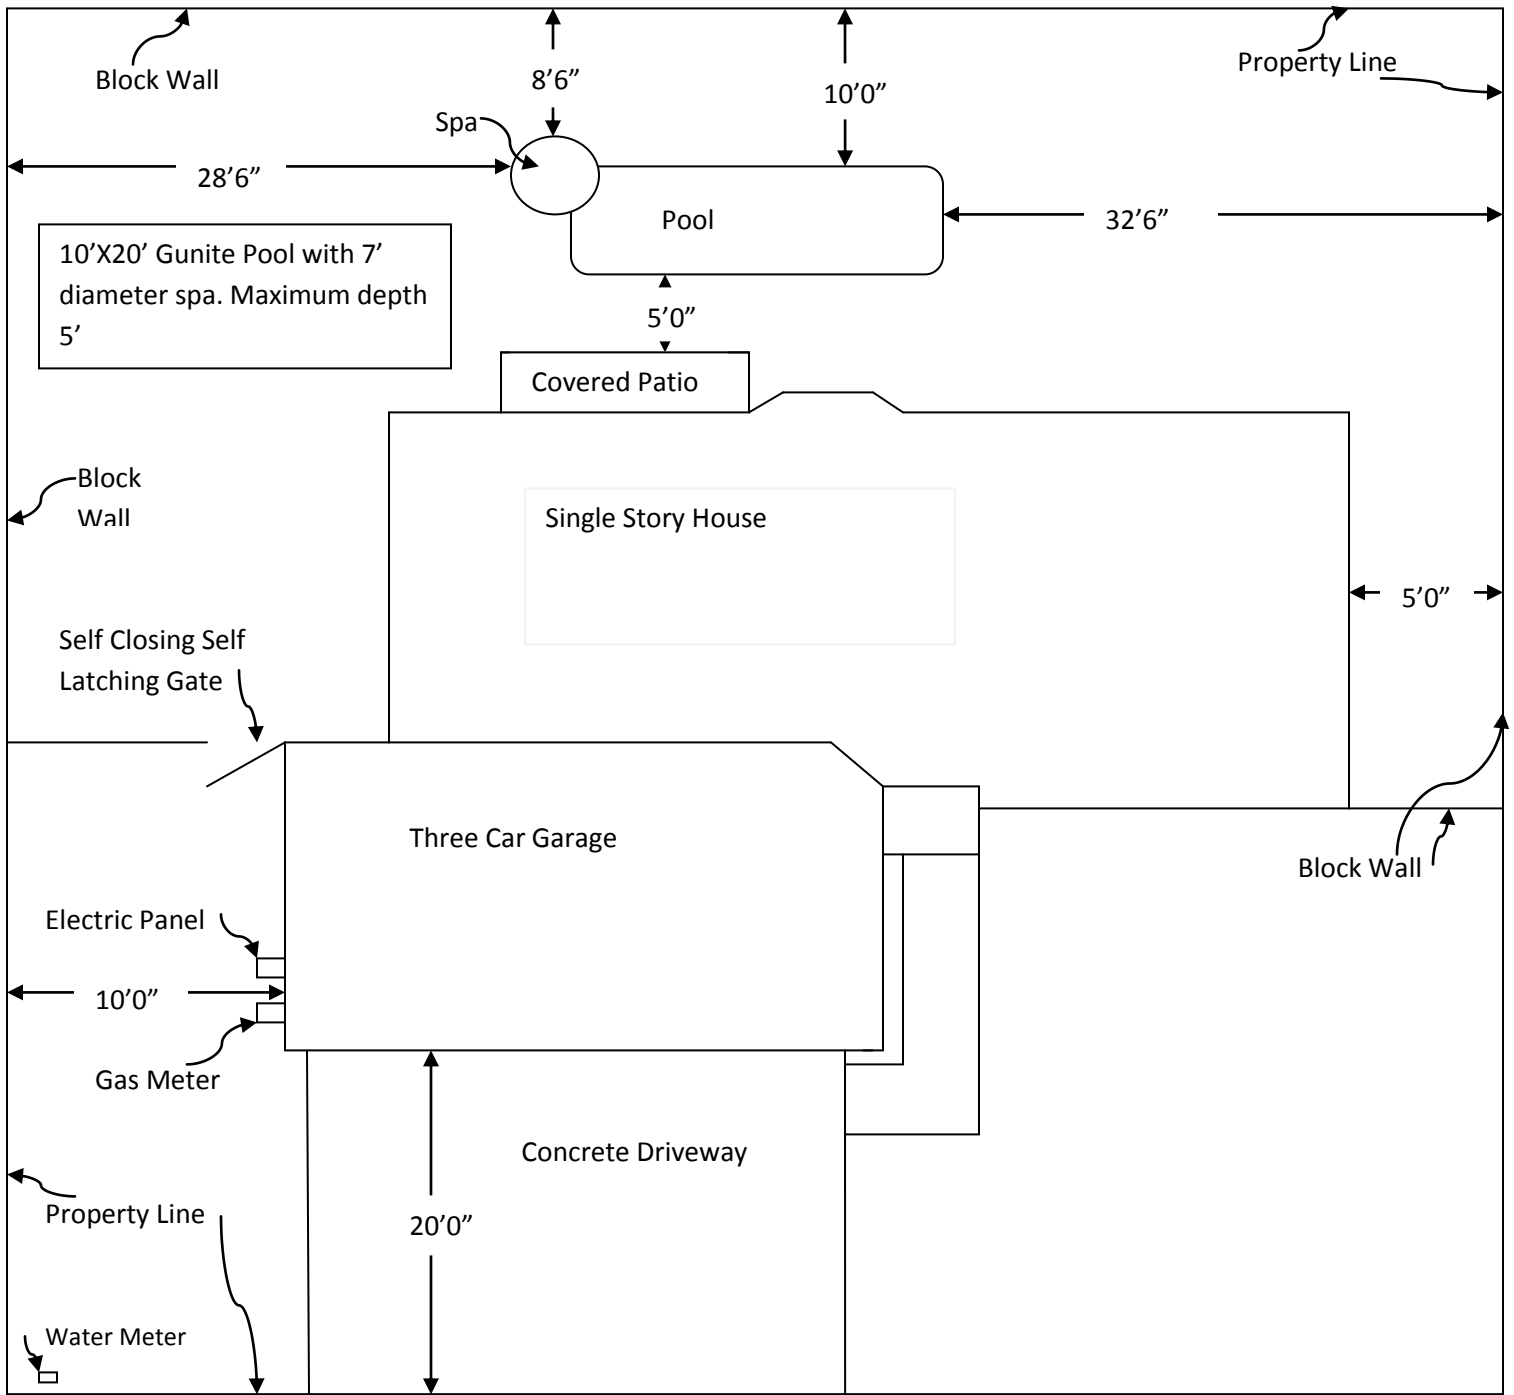 Block Wall
8’6”
10’0”
Property Line
Spa
28’6”
Pool
32’6”
10’X20’ Gunite Pool with 7’
diameter spa. Maximum depth
5’
5’0”
Covered Patio
Block
Wall
Single Story House
5’0”
Self Closing Self
Latching Gate
Three Car Garage
Block Wall
Electric Panel
10’0”
Gas Meter
Concrete Driveway
Property Line
20’0”
Water Meter